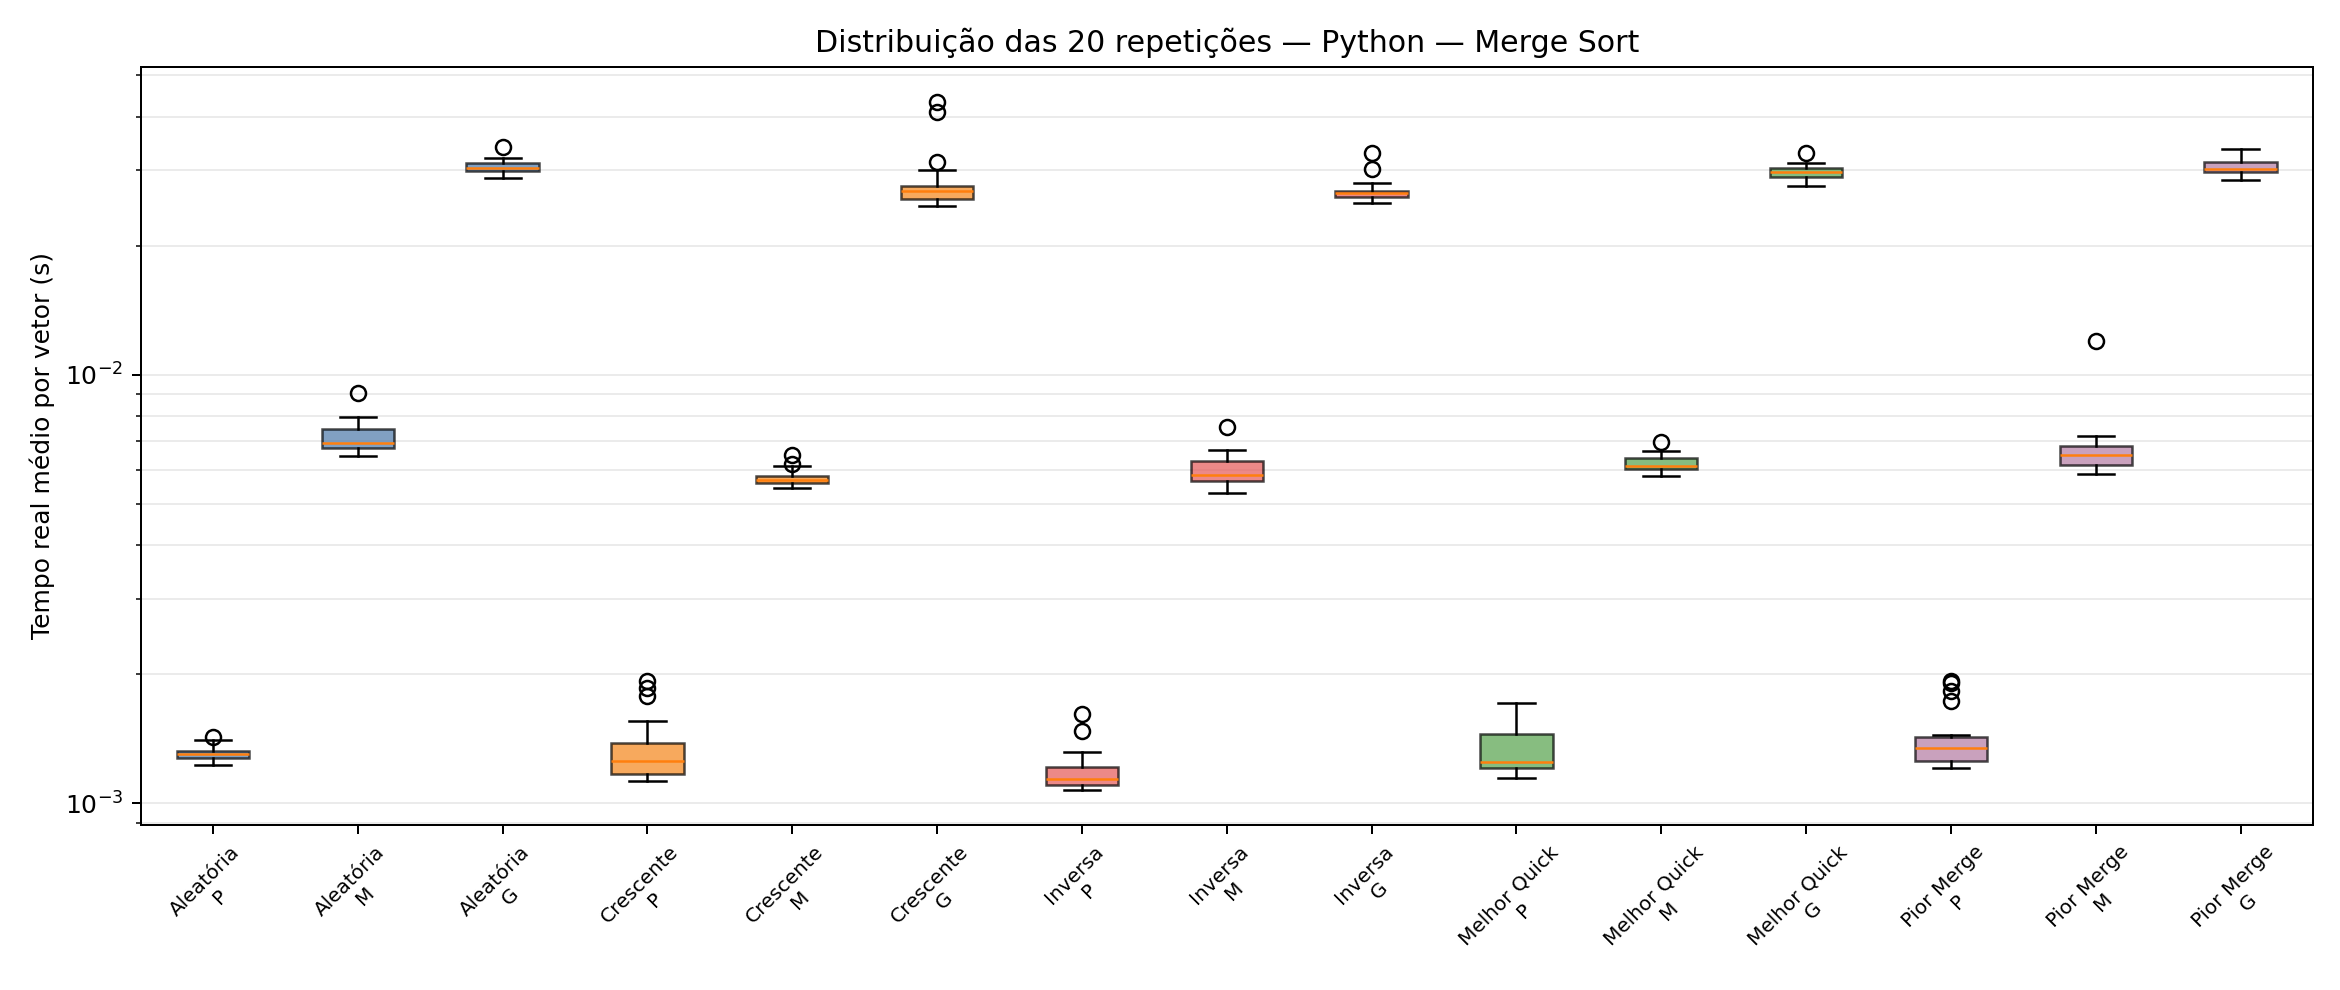 Distribuição das 20 repetições — Python — Merge Sort
Tempo real médio por vetor (s)
10⁻²
10⁻³
Aleatória
P
Aleatória
M
Aleatória
G
Crescente
P
Crescente
M
Crescente
G
Inversa
P
Inversa
M
Inversa
G
Melhor Quick
P
Melhor Quick
M
Melhor Quick
G
Pior Merge
P
Pior Merge
M
Pior Merge
G